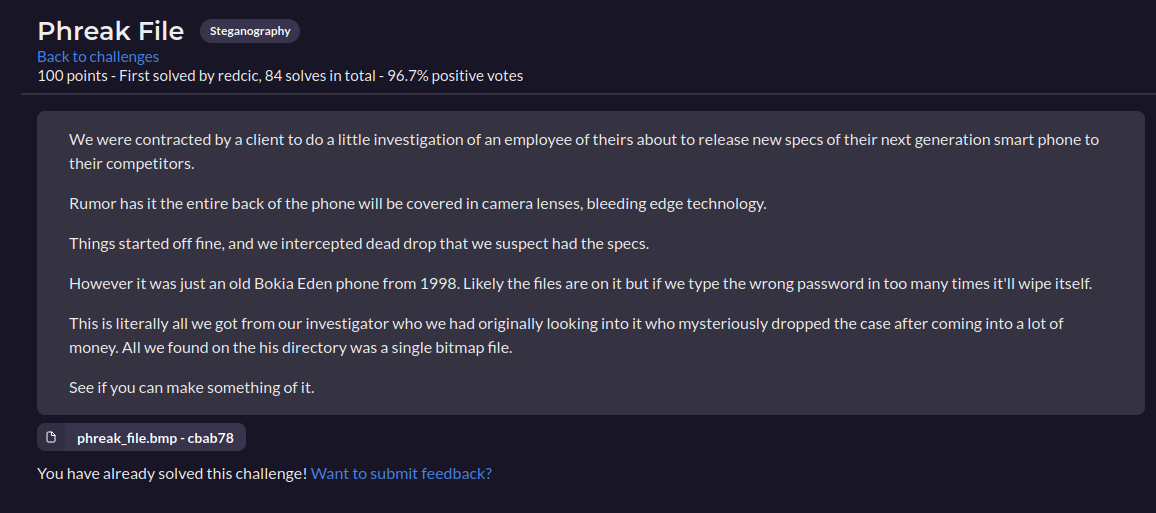 Phreak File Steganography
Back to challenges
100 points - First solved by redcic, 84 solves in total - 96.7% positive votes
We were contracted by a client to do a little investigation of an employee of theirs about to release new specs of their next generation smart phone to
their competitors.
Rumor has it the entire back of the phone will be covered in camera lenses, bleeding edge technology.
Things started off fine, and we intercepted dead drop that we suspect had the specs.
However it was just an old Bokia Eden phone from 1998. Likely the files are on it but if we type the wrong password in too many times it'll wipe itself.
This is literally all we got from our investigator who we had originally looking into it who mysteriously dropped the case after coming into a lot of
money. All we found on the his directory was a single bitmap file.
See if you can make something of it.
phreak_file.bmp - cbab78
You have already solved this challenge! Want to submit feedback?